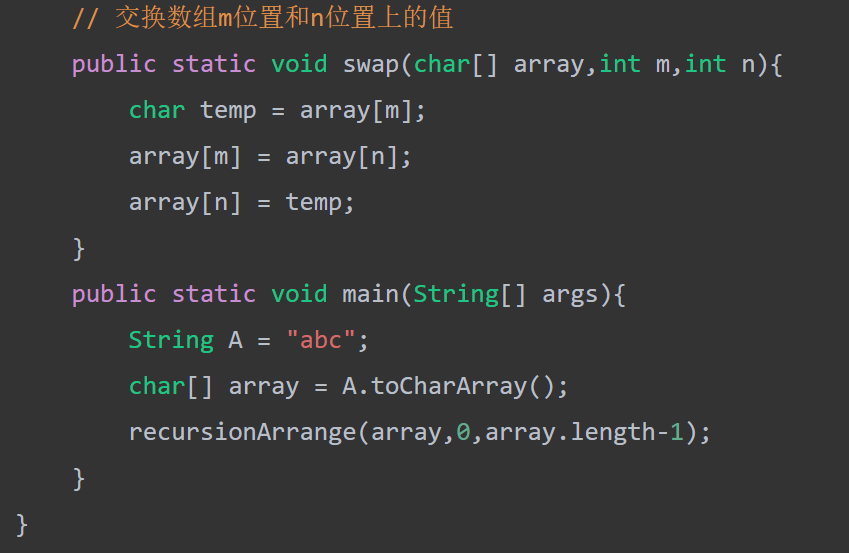 // 交换数组m位置和n位置上的值
public static void swap(char[] array,int m,int n){
char temp = array[m];
array[m] = array[n];
array[n] = temp;
}
public static void main(String[] args){
String A = "abc";
char[] array = A.toCharArray();
recursionArrange(array,0,array.length-1);
}
}